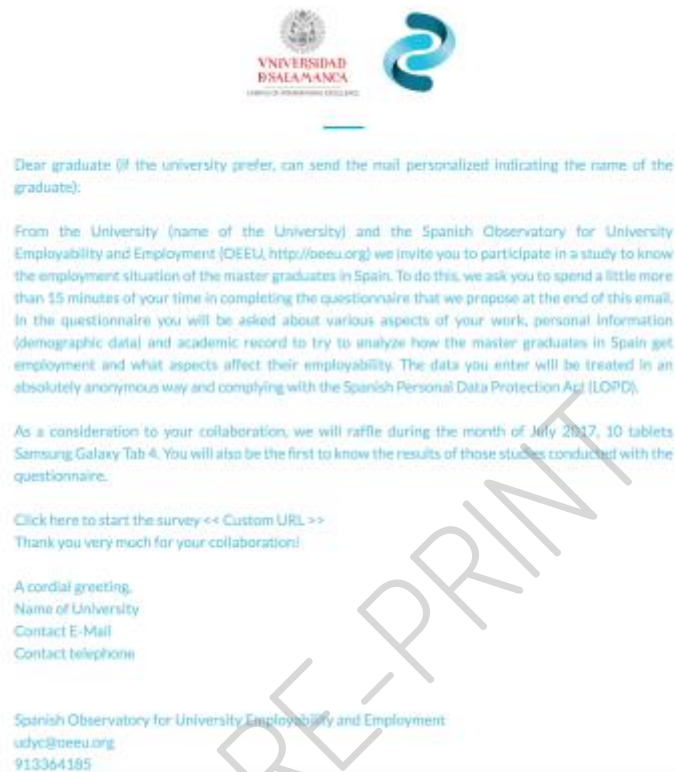 VNIVERSIDAD
D SALAMANCA
CAMPUS OF INTERNATIONAL EXCELLENCE
Dear graduate (if the university prefer, can send the mail personalized indicating the name of the
graduate):
From the University (name of the University) and the Spanish Observatory for University
Employability and Employment (OEEU, http://oeeu.org) we invite you to participate in a study to know
the employment situation of the master graduates in Spain. To do this, we ask you to spend a little more
than 15 minutes of your time in completing the questionnaire that we propose at the end of this email.
In the questionnaire you will be asked about various aspects of your work, personal information
(demographic data) and academic record to try to analyze how the master graduates in Spain get
employment and what aspects affect their employability. The data you enter will be treated in an
absolutely anonymous way and complying with the Spanish Personal Data Protection Act (LOPD).
As a consideration to your collaboration, we will raffle during the month of July 2017, 10 tablets
Samsung Galaxy Tab 4. You will also be the first to know the results of those studies conducted with the
questionnaire.
Click here to start the survey << Custom URL >>
Thank you very much for your collaboration!
A cordial greeting,
Name of University
Contact E-Mail
Contact telephone
Spanish Observatory for University Employability and Employment
udyc@oeeu.org
913364185
RE-PRINT